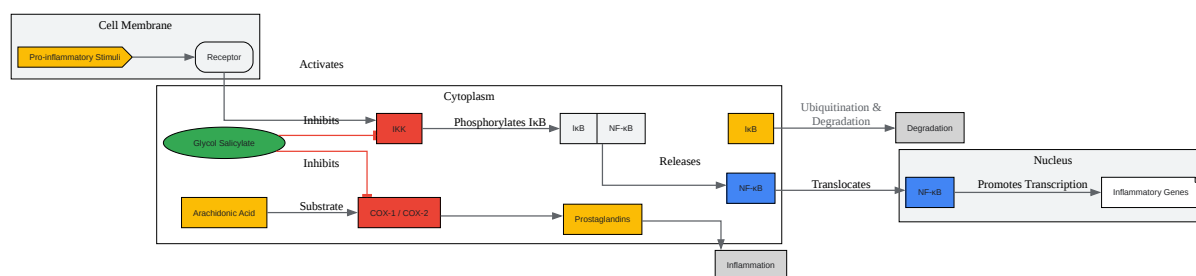 Cell Membrane
Pro-inflammatory Stimuli
Receptor
Activates
Cytoplasm
Inhibits
IKK
Phosphorylates IκB
IκB
NF-κB
IκB
Ubiquitination &
Degradation
Degradation
Glycol Salicylate
Inhibits
Releases
NF-κB
Translocates
Nucleus
NF-κB
Promotes Transcription
Inflammatory Genes
Arachidonic Acid
Substrate
COX-1 / COX-2
Prostaglandins
Inflammation